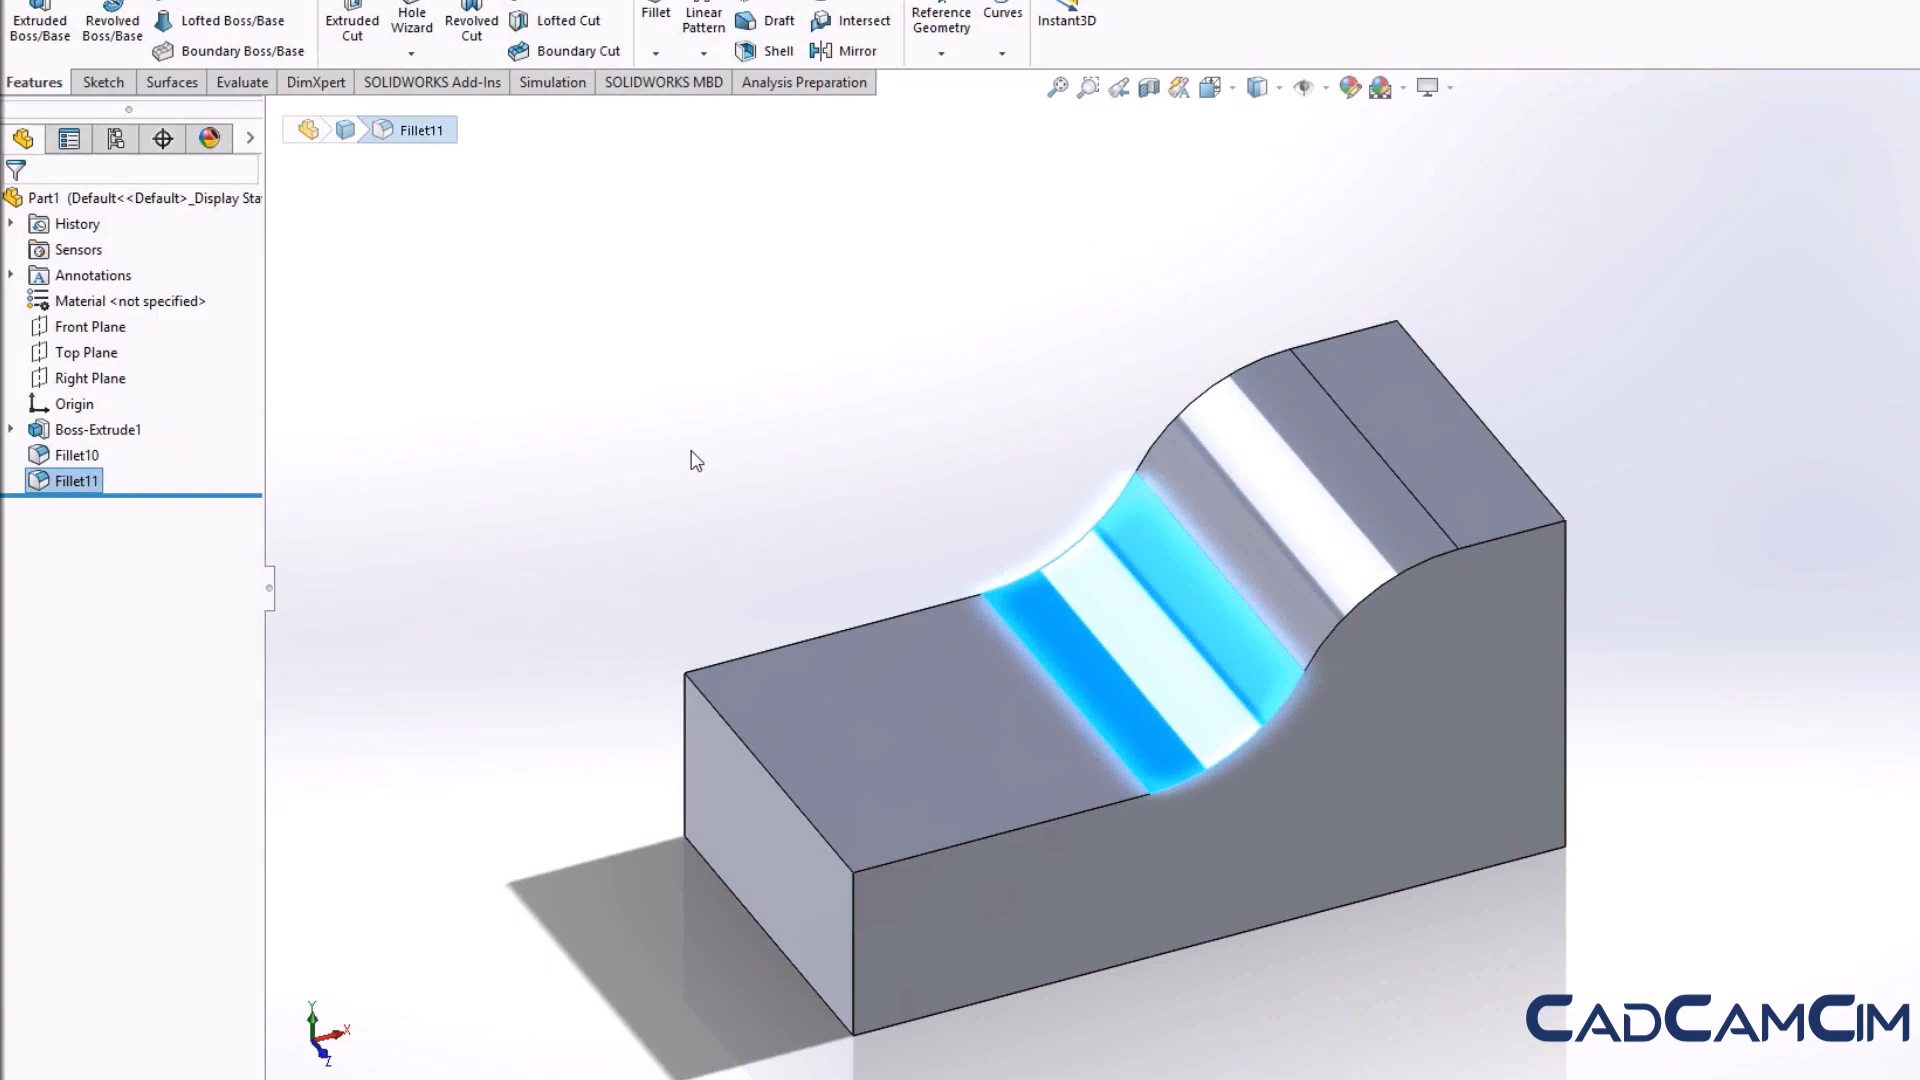 Extruded Boss/Base
Revolved Boss/Base
Lofted Boss/Base
Boundary Boss/Base
Extruded Cut
Hole Wizard
Revolved Cut
Lofted Cut
Boundary Cut
Fillet
Linear Pattern
Draft
Shell
Intersect
Mirror
Reference Geometry
Curves
Instant3D
Features
Sketch
Surfaces
Evaluate
DimXpert
SOLIDWORKS Add-Ins
Simulation
SOLIDWORKS MBD
Analysis Preparation
Fillet11
Part1 (Default<<Default>_Display Sta
History
Sensors
Annotations
Material <not specified>
Front Plane
Top Plane
Right Plane
Origin
Boss-Extrude1
Fillet10
Fillet11
Y
X
Z
CADCAMCIM